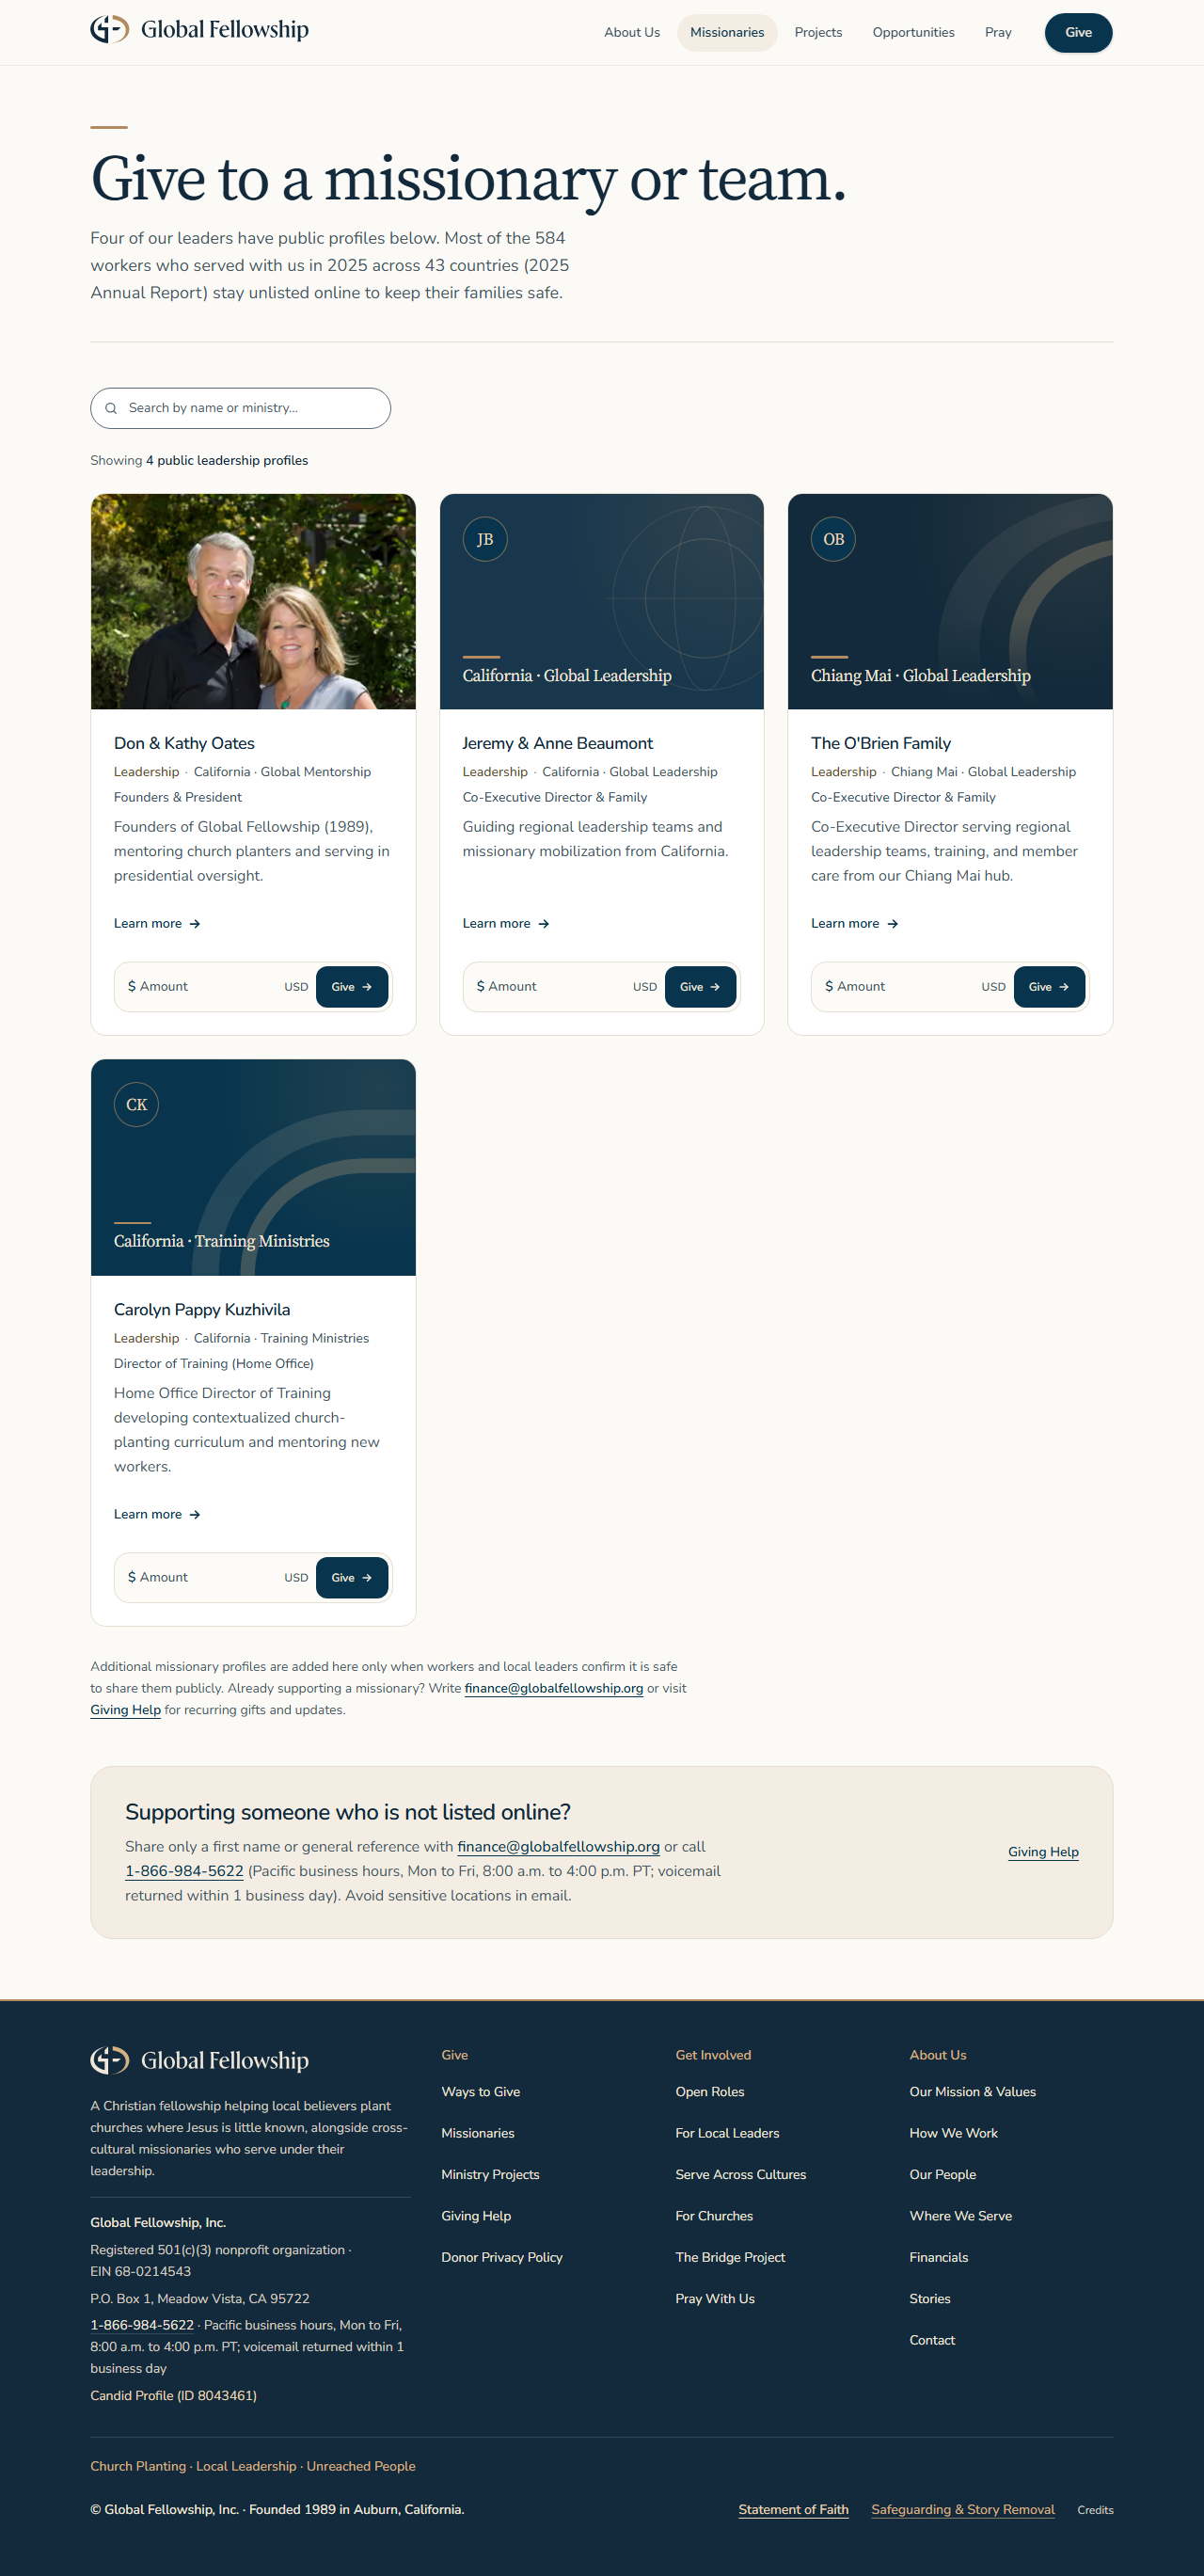 Global Fellowship
About Us
Missionaries
Projects
Opportunities
Pray
Give
Give to a missionary or team.
Four of our leaders have public profiles below. Most of the 584
workers who served with us in 2025 across 43 countries (2025
Annual Report) stay unlisted online to keep their families safe.
Search by name or ministry...
Showing 4 public leadership profiles
Don & Kathy Oates
Leadership · California · Global Mentorship
Founders & President
Founders of Global Fellowship (1989),
mentoring church planters and serving in
presidential oversight.
Learn more →
$ Amount USD Give →
JB
California · Global Leadership
Jeremy & Anne Beaumont
Leadership · California · Global Leadership
Co-Executive Director & Family
Guiding regional leadership teams and
missionary mobilization from California.
Learn more →
$ Amount USD Give →
OB
Chiang Mai · Global Leadership
The O'Brien Family
Leadership · Chiang Mai · Global Leadership
Co-Executive Director & Family
Co-Executive Director serving regional
leadership teams, training, and member
care from our Chiang Mai hub.
Learn more →
$ Amount USD Give →
CK
California · Training Ministries
Carolyn Pappy Kuzhivila
Leadership · California · Training Ministries
Director of Training (Home Office)
Home Office Director of Training
developing contextualized church-
planting curriculum and mentoring new
workers.
Learn more →
$ Amount USD Give →
Additional missionary profiles are added here only when workers and local leaders confirm it is safe
to share them publicly. Already supporting a missionary? Write finance@globalfellowship.org or visit
Giving Help for recurring gifts and updates.
Supporting someone who is not listed online?
Share only a first name or general reference with finance@globalfellowship.org or call
1-866-984-5622 (Pacific business hours, Mon to Fri, 8:00 a.m. to 4:00 p.m. PT; voicemail
returned within 1 business day). Avoid sensitive locations in email.
Giving Help
Global Fellowship
A Christian fellowship helping local believers plant
churches where Jesus is little known, alongside cross-
cultural missionaries who serve under their
leadership.
Global Fellowship, Inc.
Registered 501(c)(3) nonprofit organization ·
EIN 68-0214543
P.O. Box 1, Meadow Vista, CA 95722
1-866-984-5622 · Pacific business hours, Mon to Fri,
8:00 a.m. to 4:00 p.m. PT; voicemail returned within 1
business day
Candid Profile (ID 8043461)
Give
Ways to Give
Missionaries
Ministry Projects
Giving Help
Donor Privacy Policy
Get Involved
Open Roles
For Local Leaders
Serve Across Cultures
For Churches
The Bridge Project
Pray With Us
About Us
Our Mission & Values
How We Work
Our People
Where We Serve
Financials
Stories
Contact
Church Planting · Local Leadership · Unreached People
© Global Fellowship, Inc. · Founded 1989 in Auburn, California.
Statement of Faith
Safeguarding & Story Removal
Credits